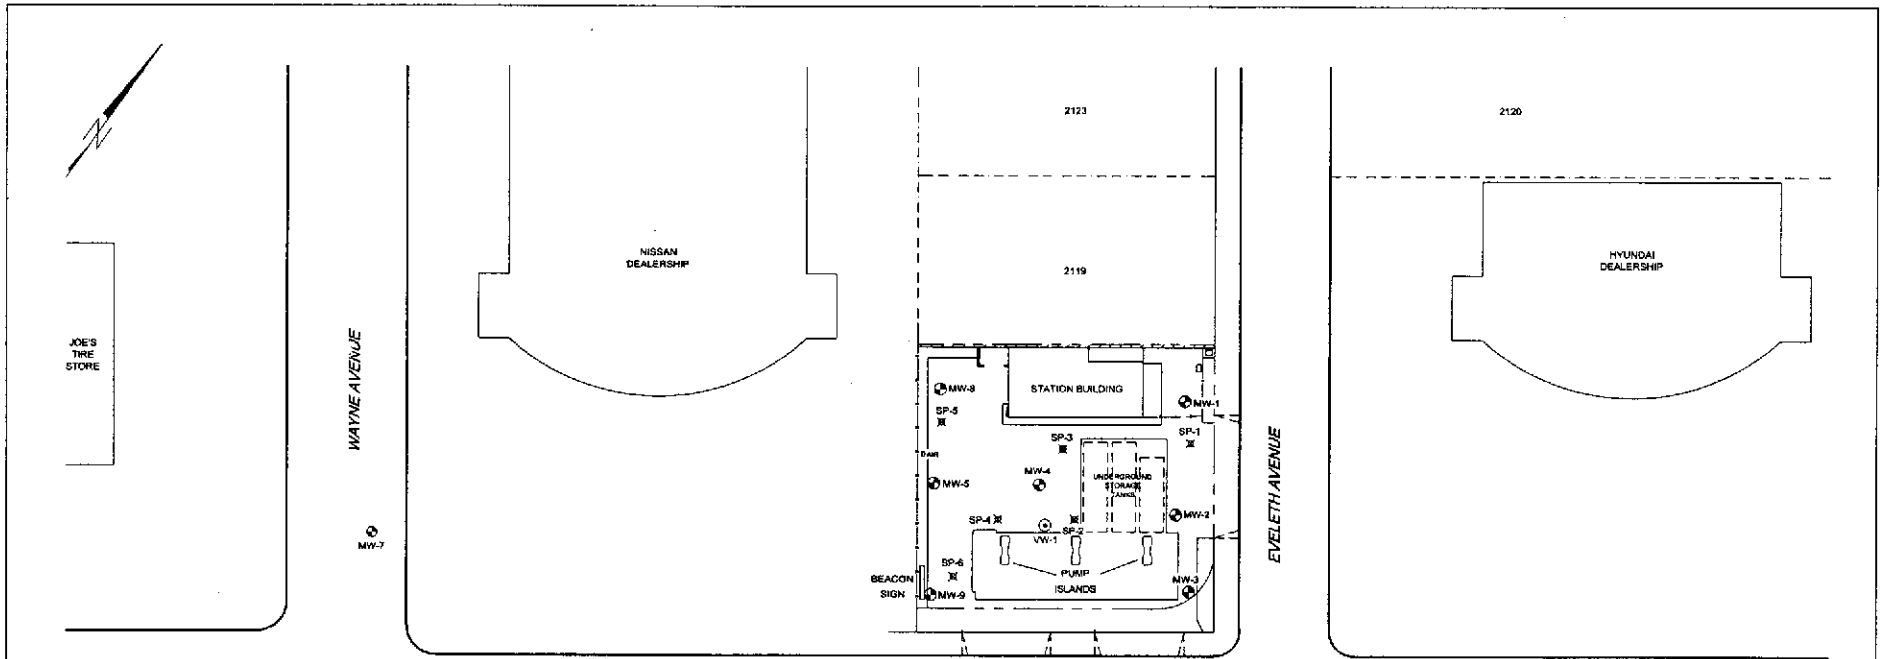 N
2123
2120
NISSAN
DEALERSHIP
2119
HYUNDAI
DEALERSHIP
JOE'S
TIRE
STORE
WAYNE AVENUE
STATION BUILDING
MW-8
MW-1
SP-5
SP-3
SP-1
MW-4
UNDERGROUND
STORAGE
TANKS
MW-5
EVELETH AVENUE
MW-2
SP-4
SP-2
VW-1
MW-7
SP-6
PUMP
ISLANDS
BEACON
SIGN
MW-9
MW-3